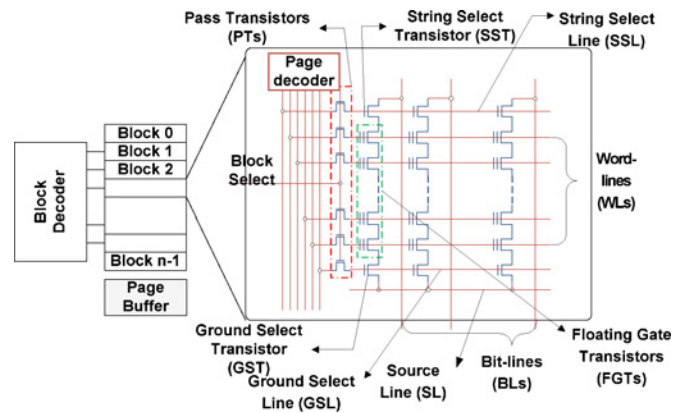 Pass Transistors
(PTs)
String Select
Transistor (SST)
String Select
Line (SSL)
Page
decoder
Block 0
Block 1
Block 2
Block n-1
Block
Decoder
Page
Buffer
Block
Select
Word-
lines
(WLs)
Ground Select
Transistor
(GST)
Ground Select
Line (GSL)
Source
Line (SL)
Bit-lines
(BLs)
Floating Gate
Transistors
(FGTs)